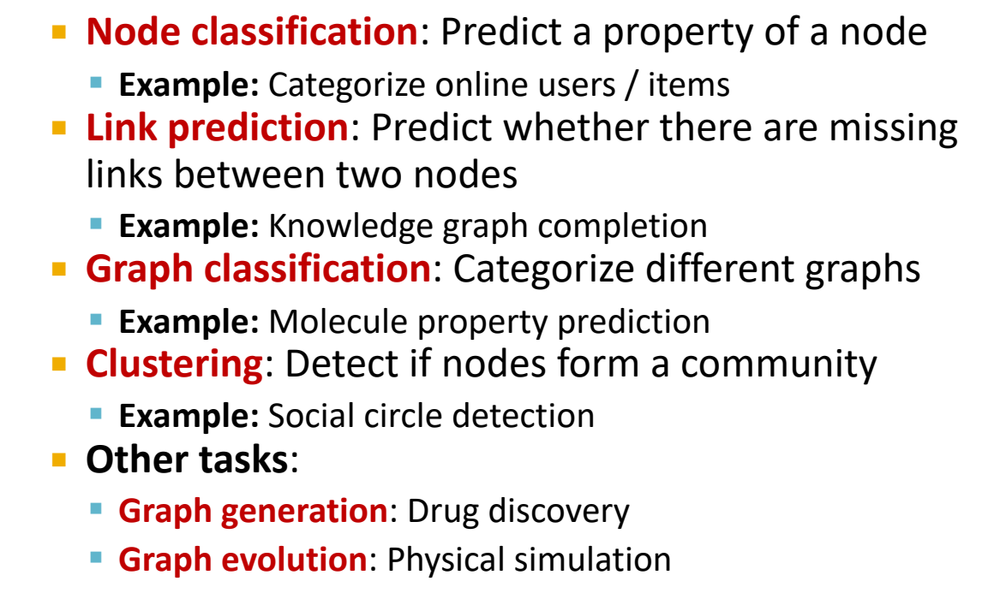 Node classification: Predict a property of a node
Example: Categorize online users / items
Link prediction: Predict whether there are missing
links between two nodes
Example: Knowledge graph completion
Graph classification: Categorize different graphs
Example: Molecule property prediction
Clustering: Detect if nodes form a community
Example: Social circle detection
Other tasks:
Graph generation: Drug discovery
Graph evolution: Physical simulation